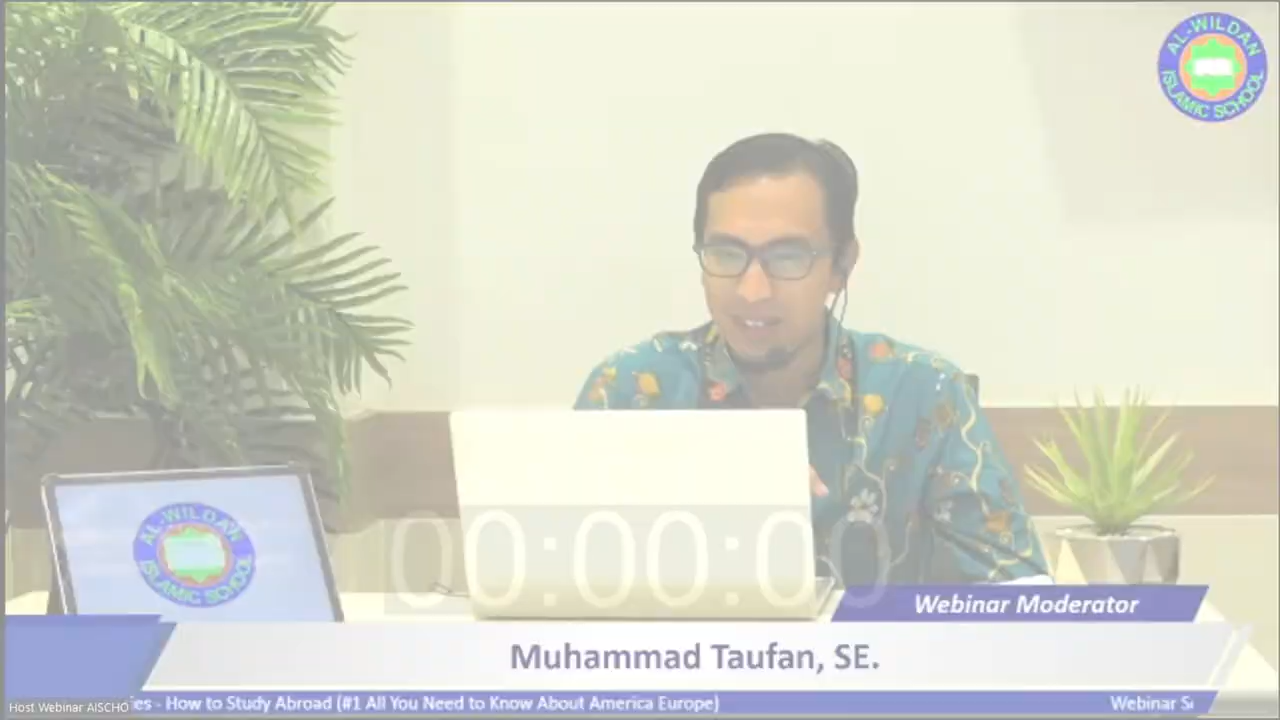 AL-WILDAN
ISLAMIC SCHOOL
AL-WILDAN
ISLAMIC SCHOOL
00:00:00
Webinar Moderator
Muhammad Taufan, SE.
Host Webinar AISCHO
ies - How to Study Abroad (#1 All You Need to Know About America Europe)
Webinar S